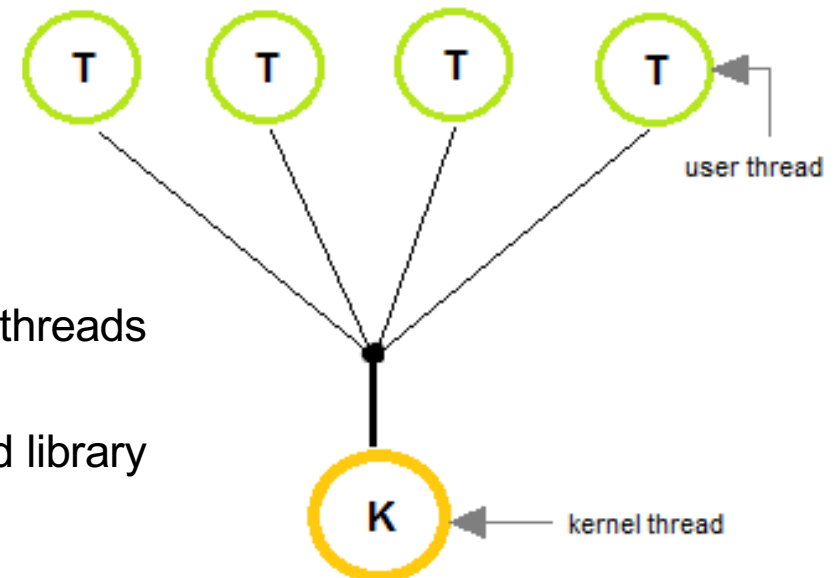 T T T T
user thread
threads
d library
K
kernel thread